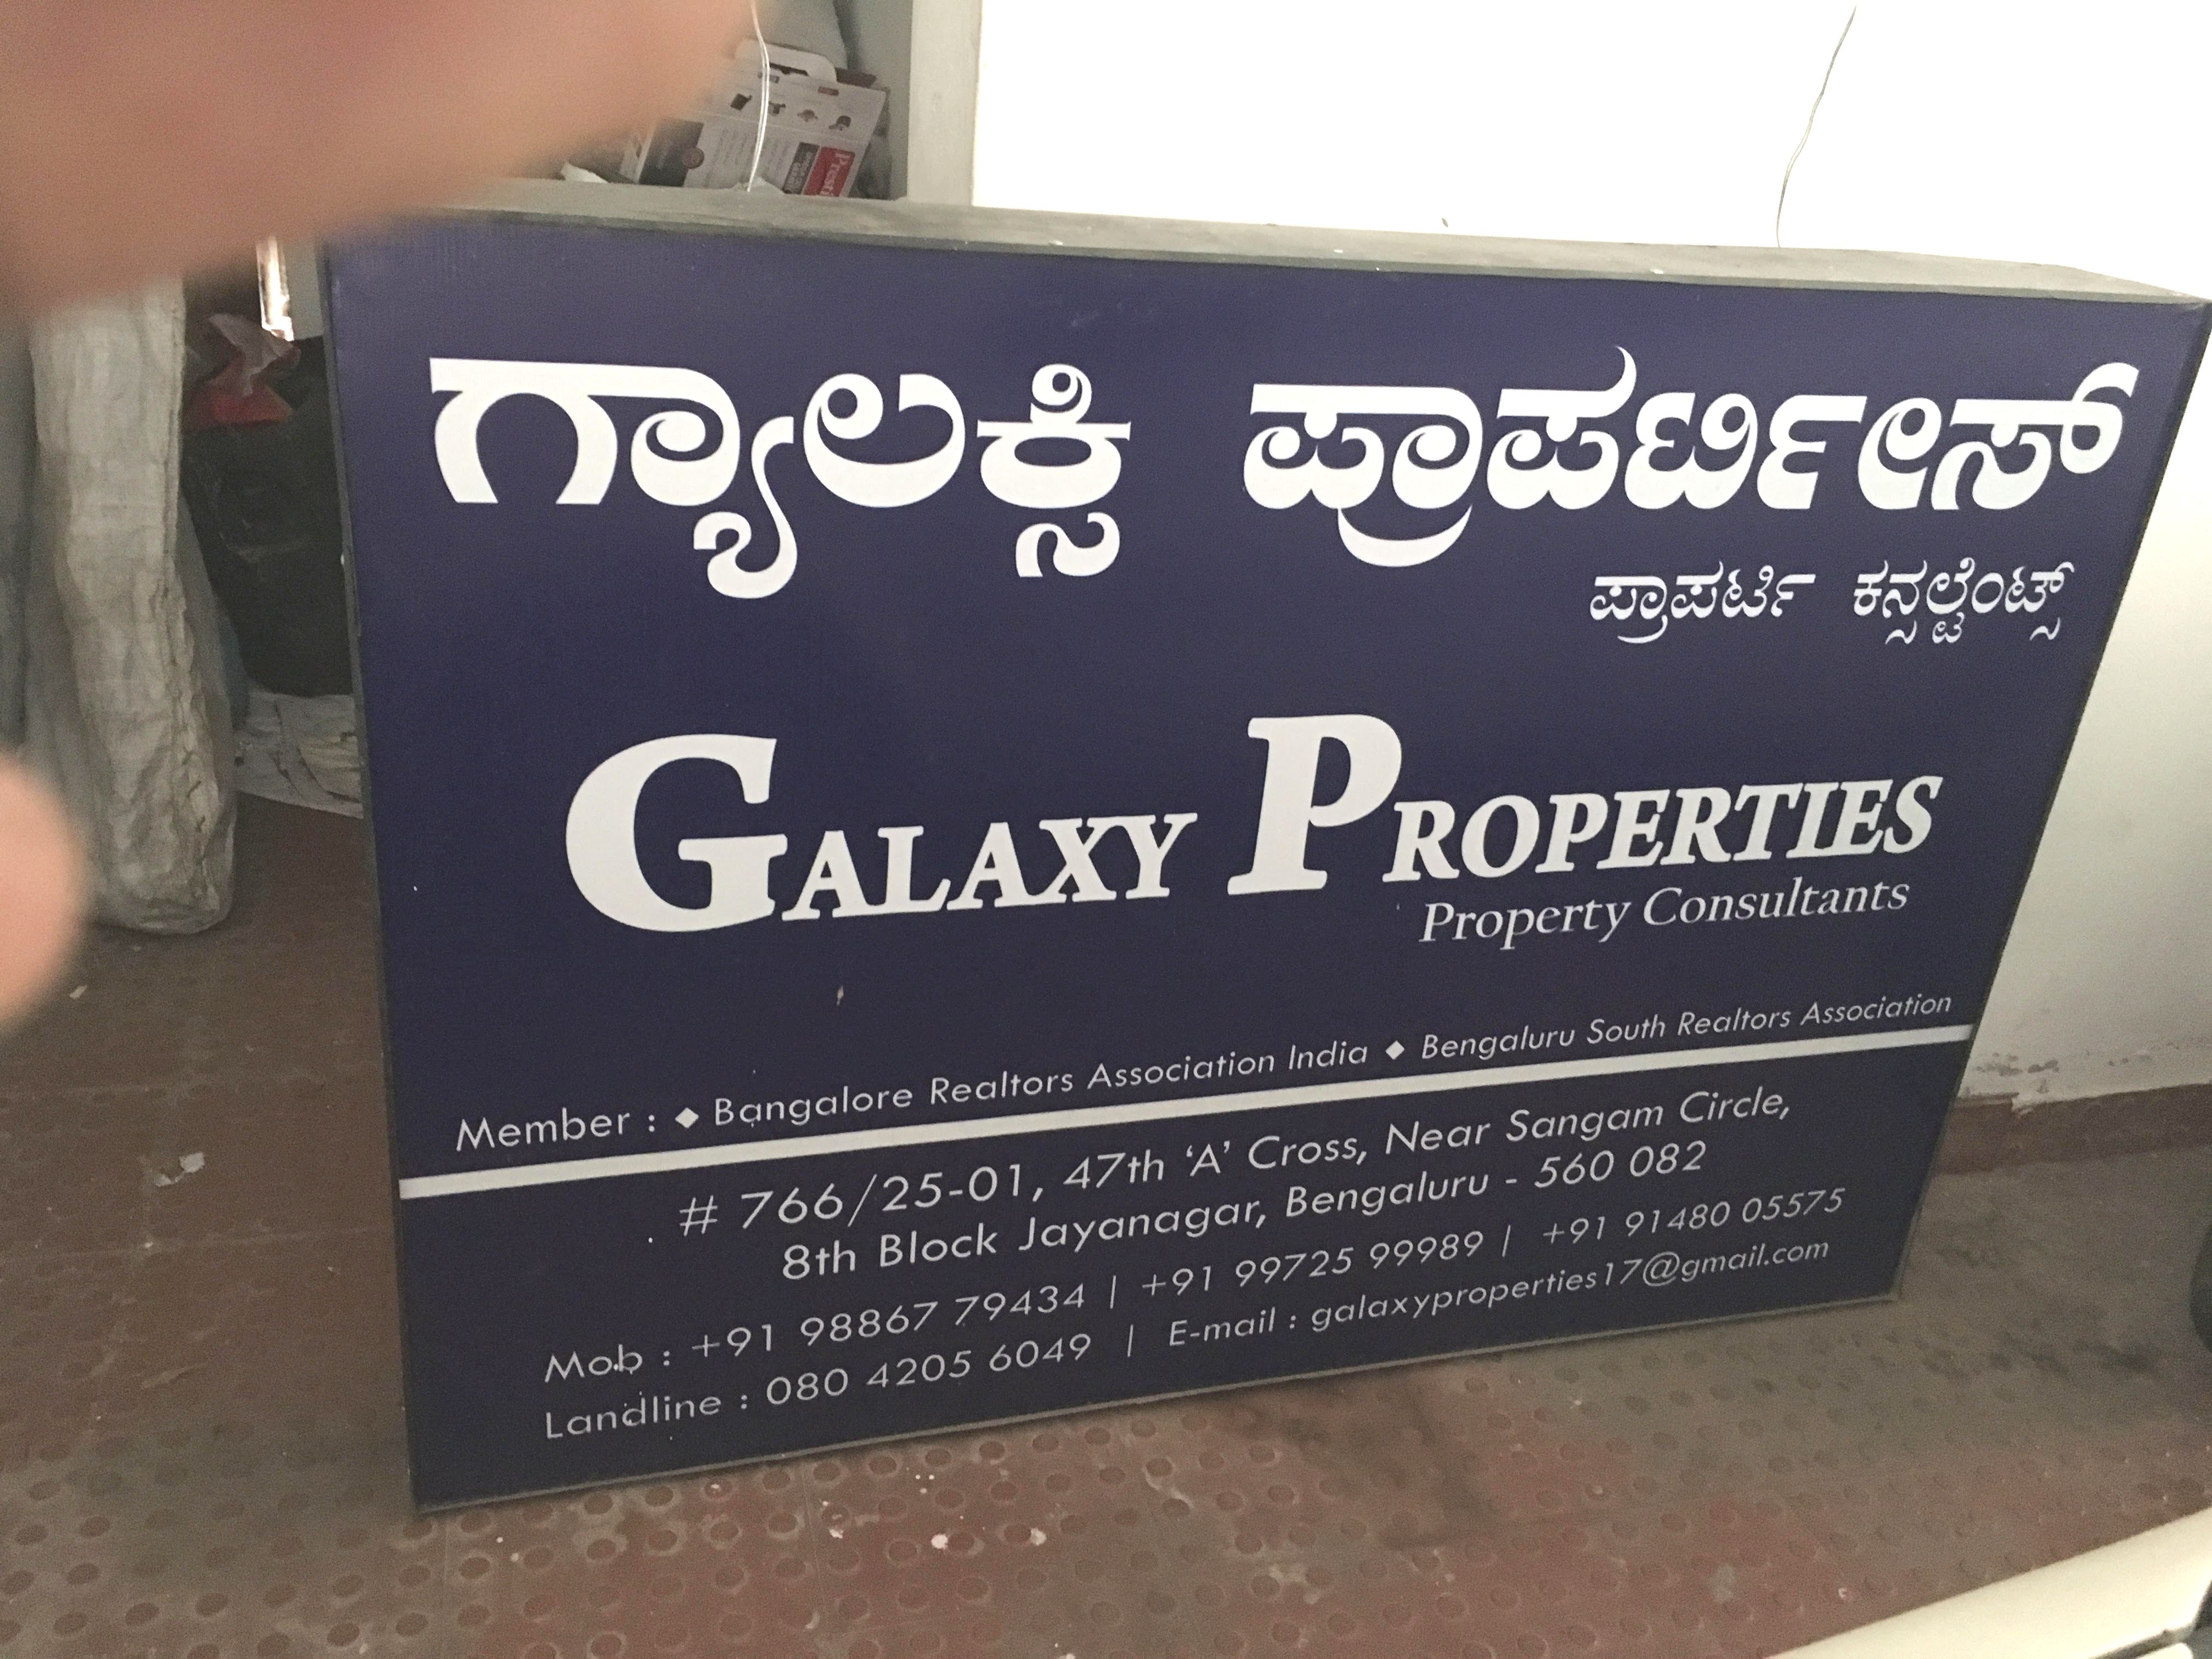 ಗ್ಯಾಲಕ್ಸಿ ಪ್ರಾಪರ್ಟೀಸ್
ಪ್ರಾಪರ್ಟಿ ಕನ್ಸಲ್ಟೆಂಟ್ಸ್
GALAXY PROPERTIES
Property Consultants
Member : ◆ Bangalore Realtors Association India ◆ Bengaluru South Realtors Association
# 766/25-01, 47th ‘A’ Cross, Near Sangam Circle,
8th Block Jayanagar, Bengaluru - 560 082
Mob : +91 98867 79434 | +91 99725 99989 | +91 91480 05575
Landline : 080 4205 6049 | E-mail : galaxyproperties17@gmail.com